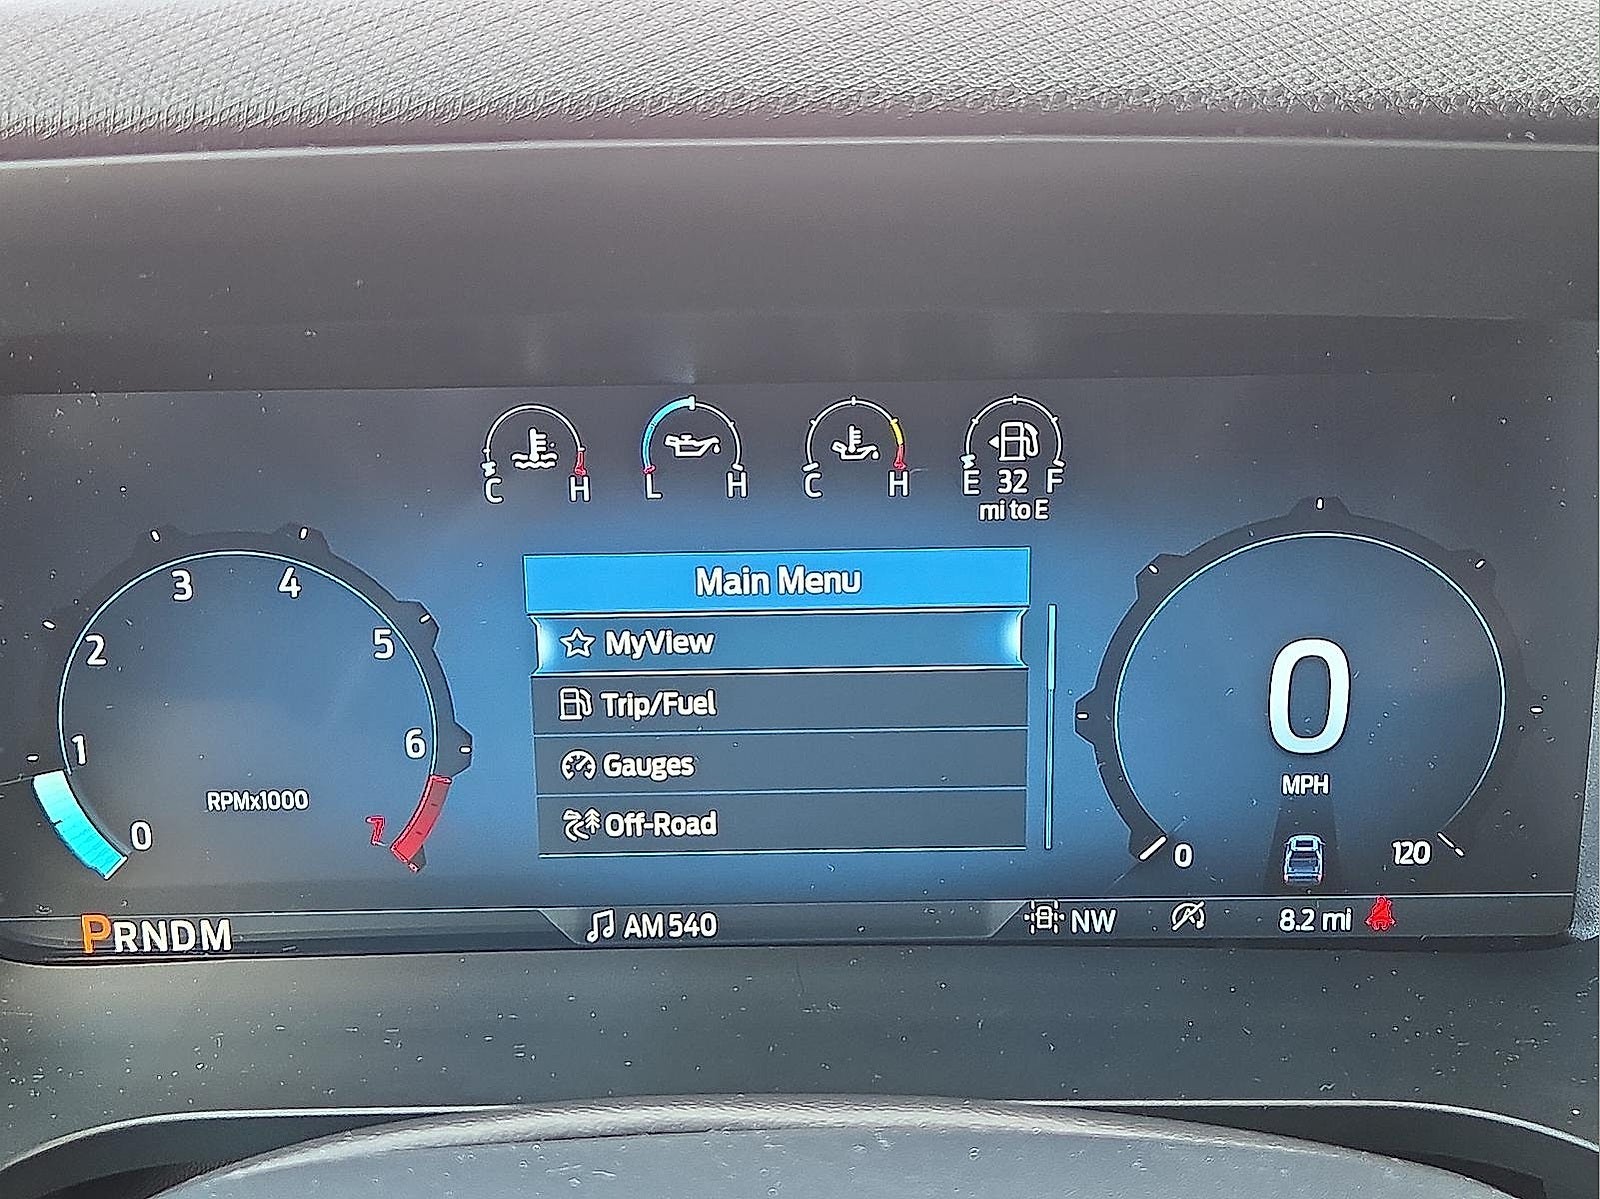 C H
L H
C H
E 32 F
mi to E
Main Menu
MyView
Trip/Fuel
Gauges
Off-Road
0 1 2 3 4 5 6 7
RPMx1000
0
MPH
0 120
PRNDM
AM 540
NW
8.2 mi